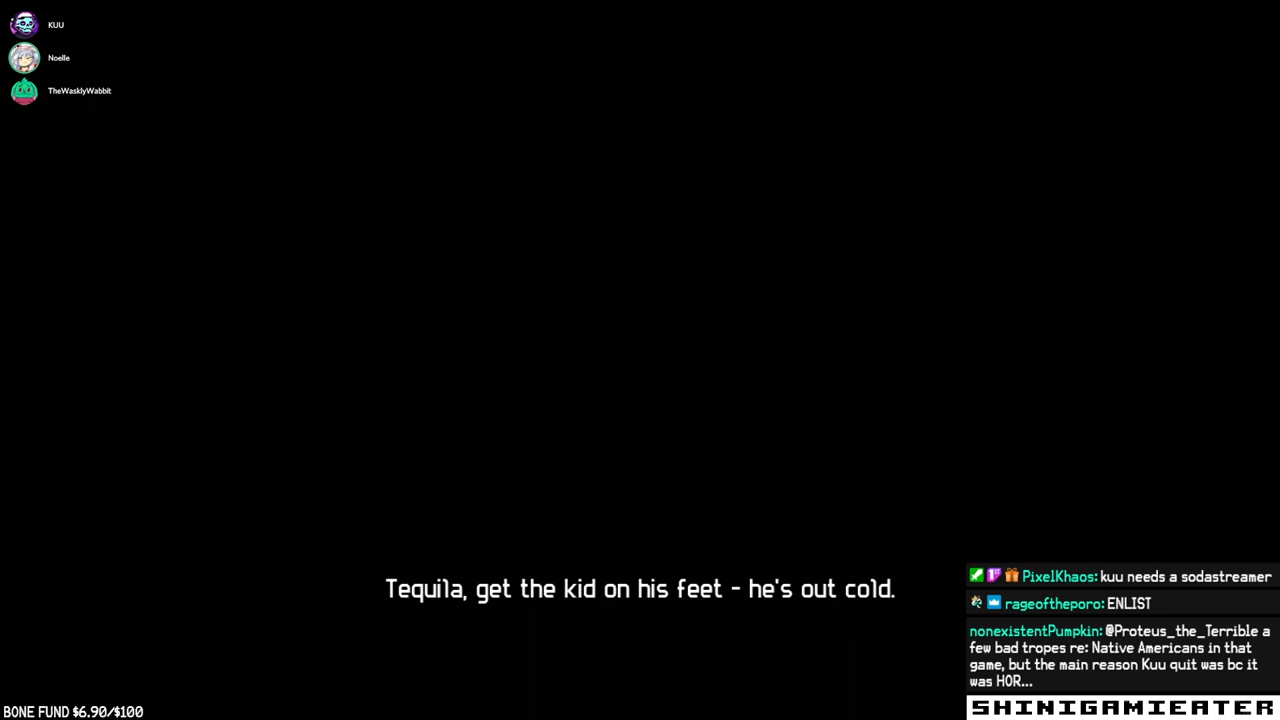 KUU
Noelle
TheWasklyWabbit
Tequila, get the kid on his feet - he's out cold.
PixelKhaos: kuu needs a sodastreamer
rageoftheporo: ENLIST
nonexistentPumpkin: @Proteus_the_Terrible a
few bad tropes re: Native Americans in that
game, but the main reason Kuu quit was bc it
was HOR...
BONE FUND $6.90/$100
SHINIGAMIEATER